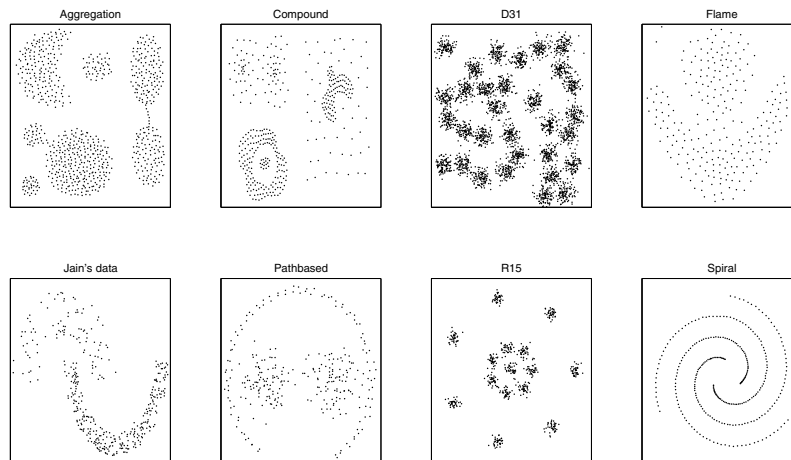 Aggregation
Compound
D31
Flame
Jain's data
Pathbased
R15
Spiral